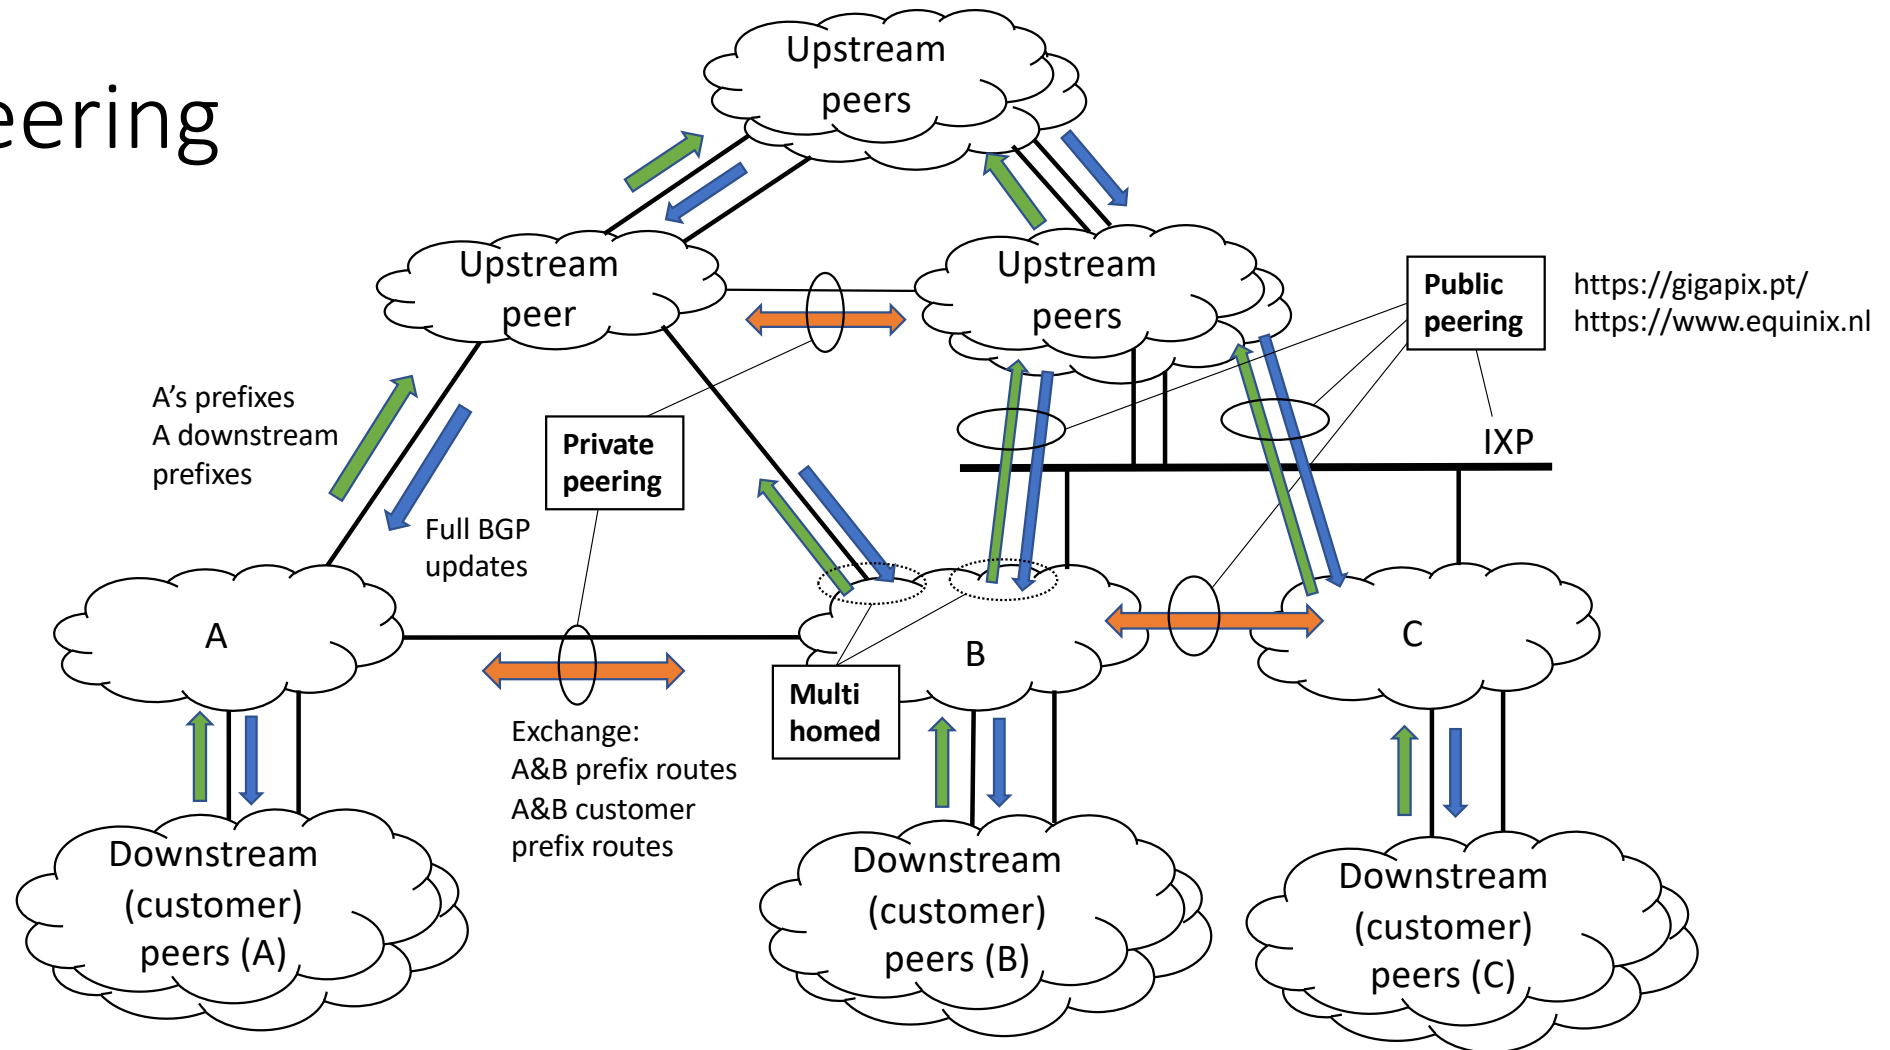 eering
Upstream
peers
Upstream
peer
Upstream
peers
Public
peering
https://gigapix.pt/
https://www.equinix.nl
A's prefixes
A downstream
prefixes
Private
peering
IXP
Full BGP
updates
A
B
C
Multi
homed
Exchange:
A&B prefix routes
A&B customer
prefix routes
Downstream
(customer)
peers (A)
Downstream
(customer)
peers (B)
Downstream
(customer)
peers (C)